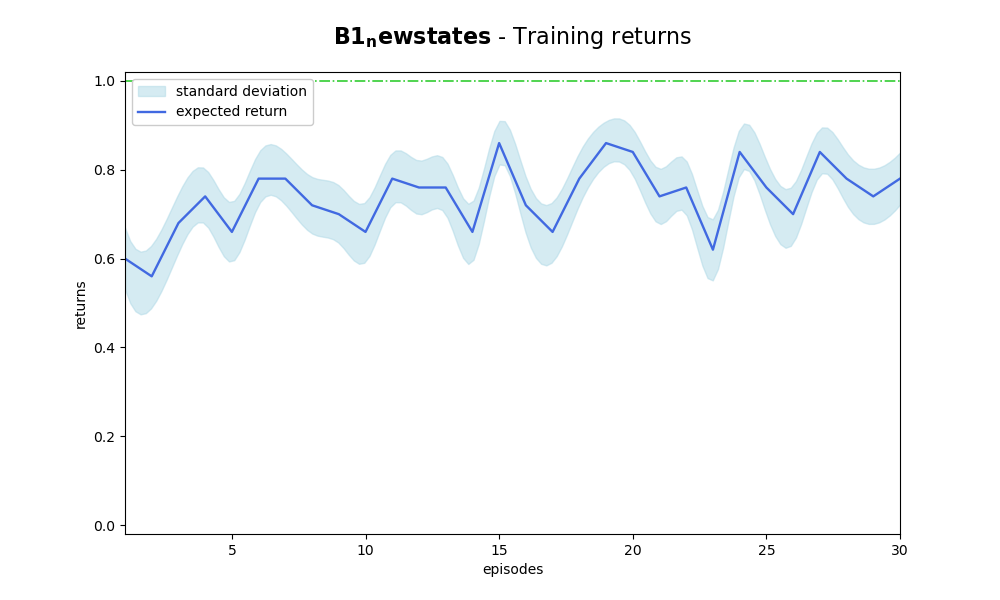 B1ₙewstates - Training returns
1.0
standard deviation
expected return
0.8
0.6
returns
0.4
0.2
0.0
5 10 15 20 25 30
episodes